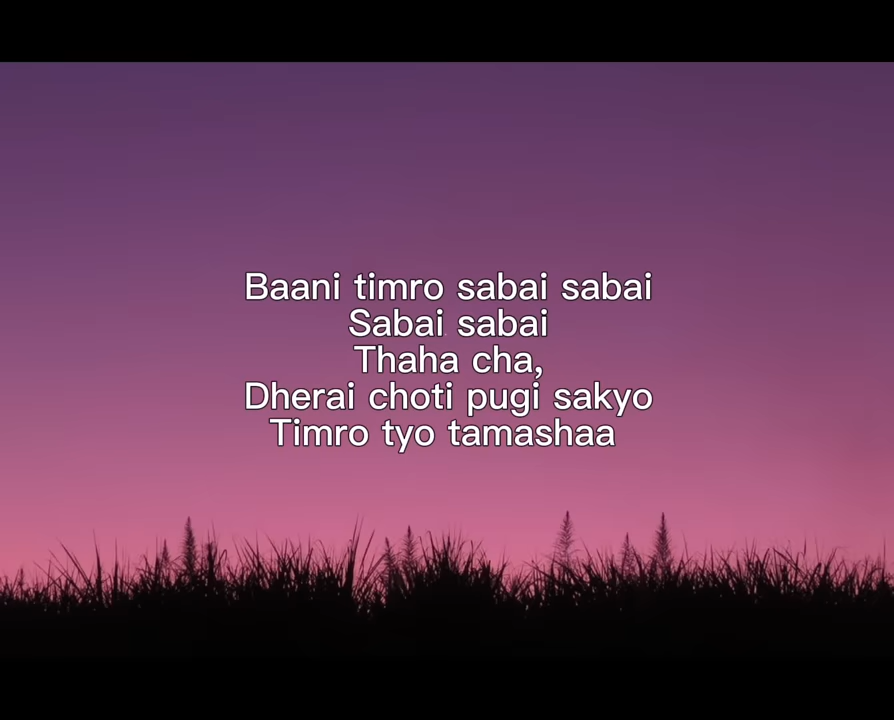 Baani timro sabai sabai
Sabai sabai
Thaha cha,
Dherai choti pugi sakyo
Timro tyo tamashaa